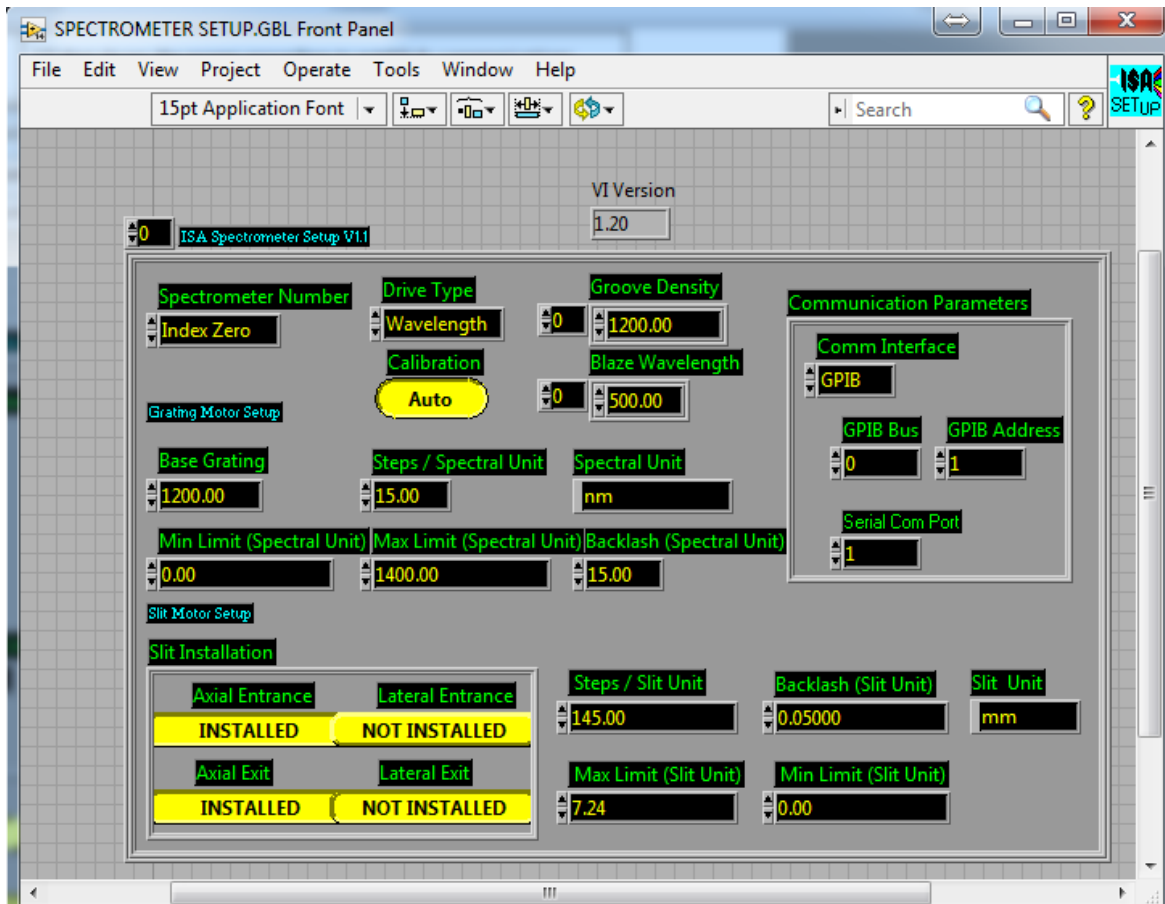 SPECTROMETER SETUP.GBL Front Panel
File Edit View Project Operate Tools Window Help
15pt Application Font
Search
?
ISA
SETUP
VI Version
1.20
0
ISA Spectrometer Setup V1.1
Spectrometer Number
Index Zero
Drive Type
Wavelength
Groove Density
0
1200.00
Calibration
Auto
Blaze Wavelength
0
500.00
Communication Parameters
Comm Interface
GPIB
GPIB Bus
0
GPIB Address
1
Serial Com Port
1
Grating Motor Setup
Base Grating
1200.00
Steps / Spectral Unit
15.00
Spectral Unit
nm
Min Limit (Spectral Unit)
0.00
Max Limit (Spectral Unit)
1400.00
Backlash (Spectral Unit)
15.00
Slit Motor Setup
Slit Installation
Axial Entrance
INSTALLED
Lateral Entrance
NOT INSTALLED
Axial Exit
INSTALLED
Lateral Exit
NOT INSTALLED
Steps / Slit Unit
145.00
Backlash (Slit Unit)
0.05000
Slit Unit
mm
Max Limit (Slit Unit)
7.24
Min Limit (Slit Unit)
0.00